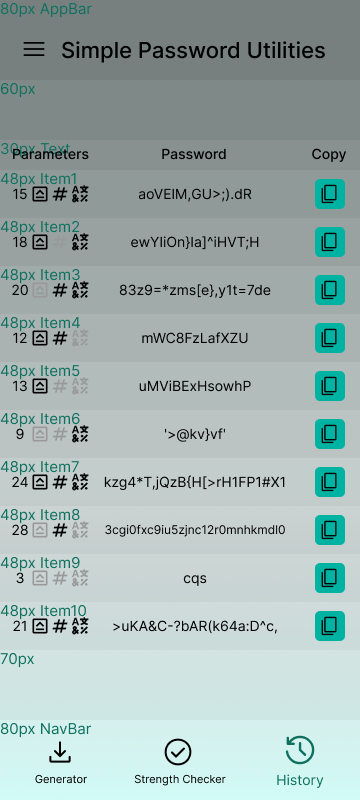 80px AppBar
Simple Password Utilities
60px
30px Text
Parameters Password Copy
48px Item1
15 aoVEIM,GU>;).dR
48px Item2
18 ewYIiOn}Ia]^iHVT;H
48px Item3
20 83z9=*zms[e},y1t=7de
48px Item4
12 mWC8FzLafXZU
48px Item5
13 uMViBExHsowhP
48px Item6
9 '>@kv}vf'
48px Item7
24 kzg4*T,jQzB{H[>rH1FP1#X1
48px Item8
28 3cgi0fxc9iu5zjnc12r0mnhkmdl0
48px Item9
3 cqs
48px Item10
21 >uKA&C-?bAR(k64a:D^c,
70px
80px NavBar
Generator Strength Checker History